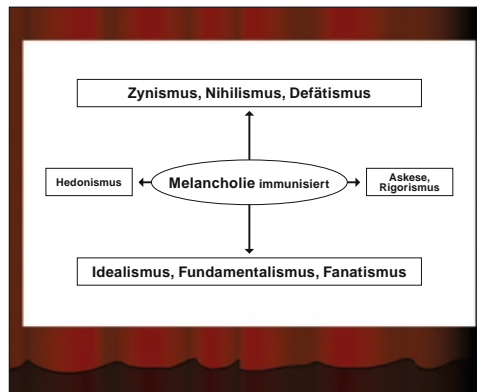 Zynismus, Nihilismus, Defätismus
Hedonismus
Melancholie immunisiert
Askese,
Rigorismus
Idealismus, Fundamentalismus, Fanatismus